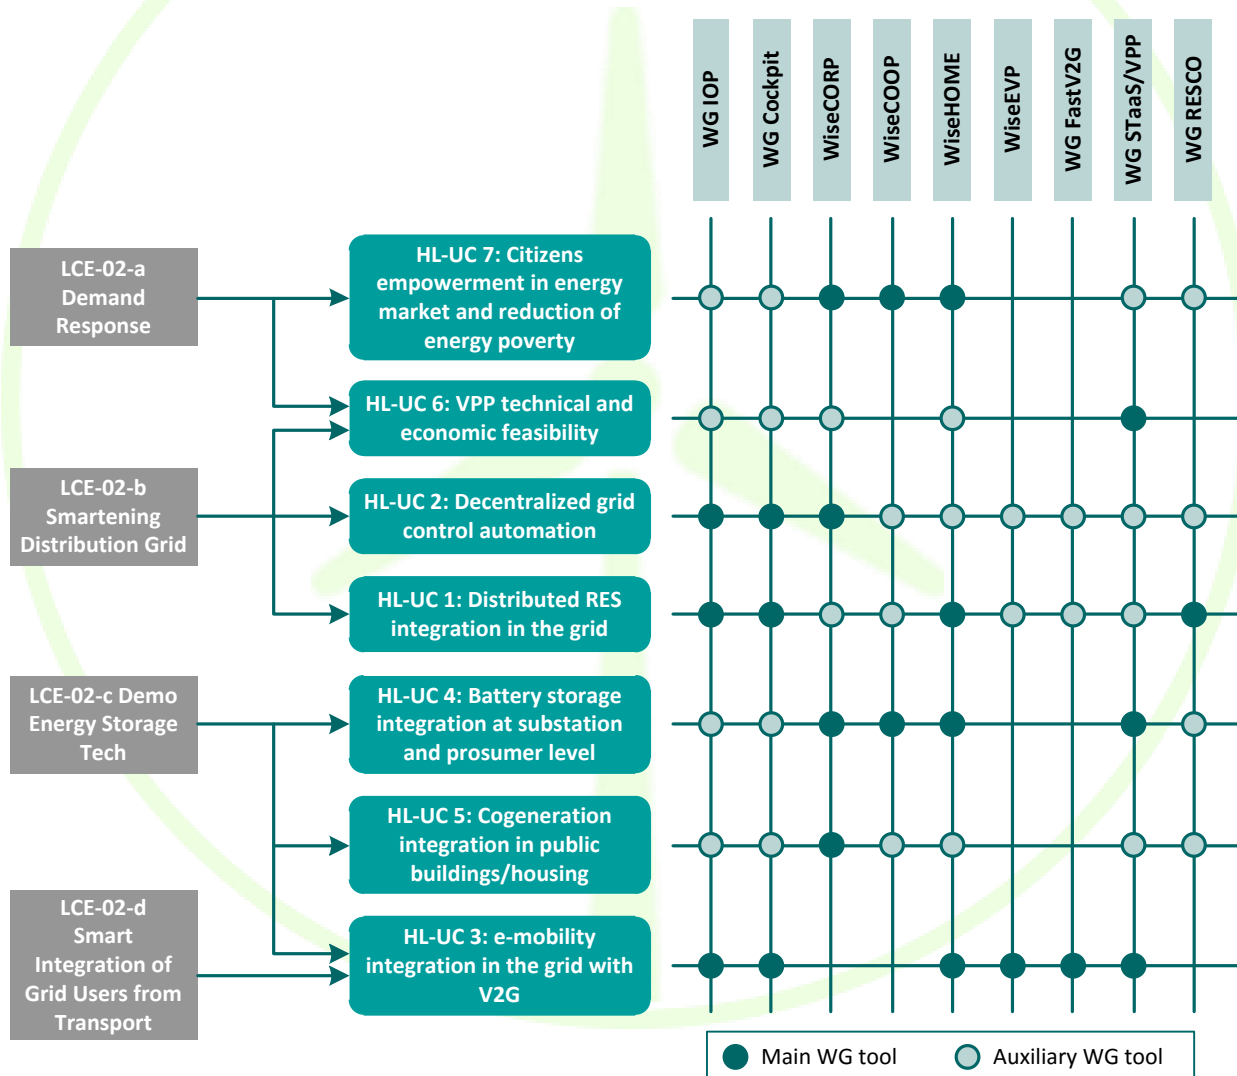 WG IOP
WG Cockpit
WiseCORP
WiseCOOP
WiseHOME
WiseEVP
WG FastV2G
WG STaaS/VPP
WG RESCO
LCE-02-a
Demand
Response
HL-UC 7: Citizens
empowerment in energy
market and reduction of
energy poverty
HL-UC 6: VPP technical and
economic feasibility
LCE-02-b
Smartening
Distribution Grid
HL-UC 2: Decentralized grid
control automation
HL-UC 1: Distributed RES
integration in the grid
LCE-02-c Demo
Energy Storage
Tech
HL-UC 4: Battery storage
integration at substation
and prosumer level
HL-UC 5: Cogeneration
integration in public
buildings/housing
LCE-02-d
Smart
Integration of
Grid Users from
Transport
HL-UC 3: e-mobility
integration in the grid with
V2G
Main WG tool
Auxiliary WG tool